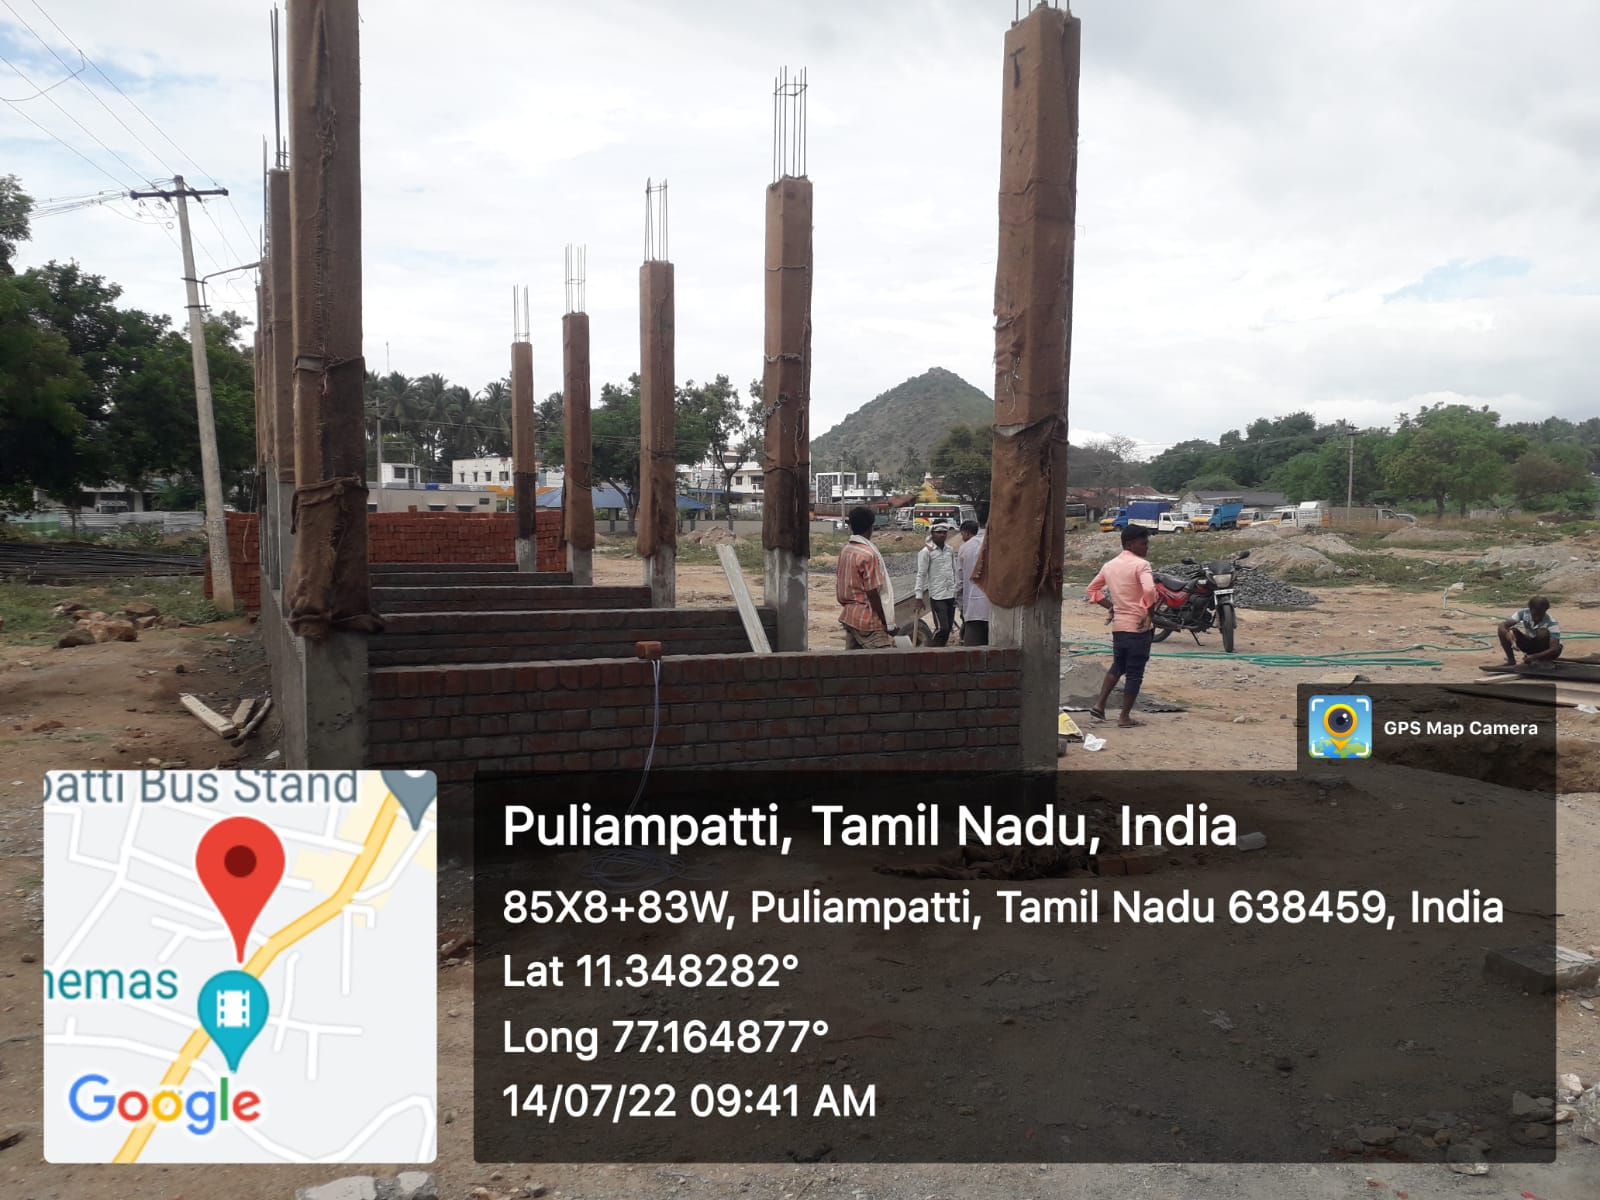 T
GPS Map Camera
patti Bus Stand
nemas
Google
Puliampatti, Tamil Nadu, India
85X8+83W, Puliampatti, Tamil Nadu 638459, India
Lat 11.348282°
Long 77.164877°
14/07/22 09:41 AM